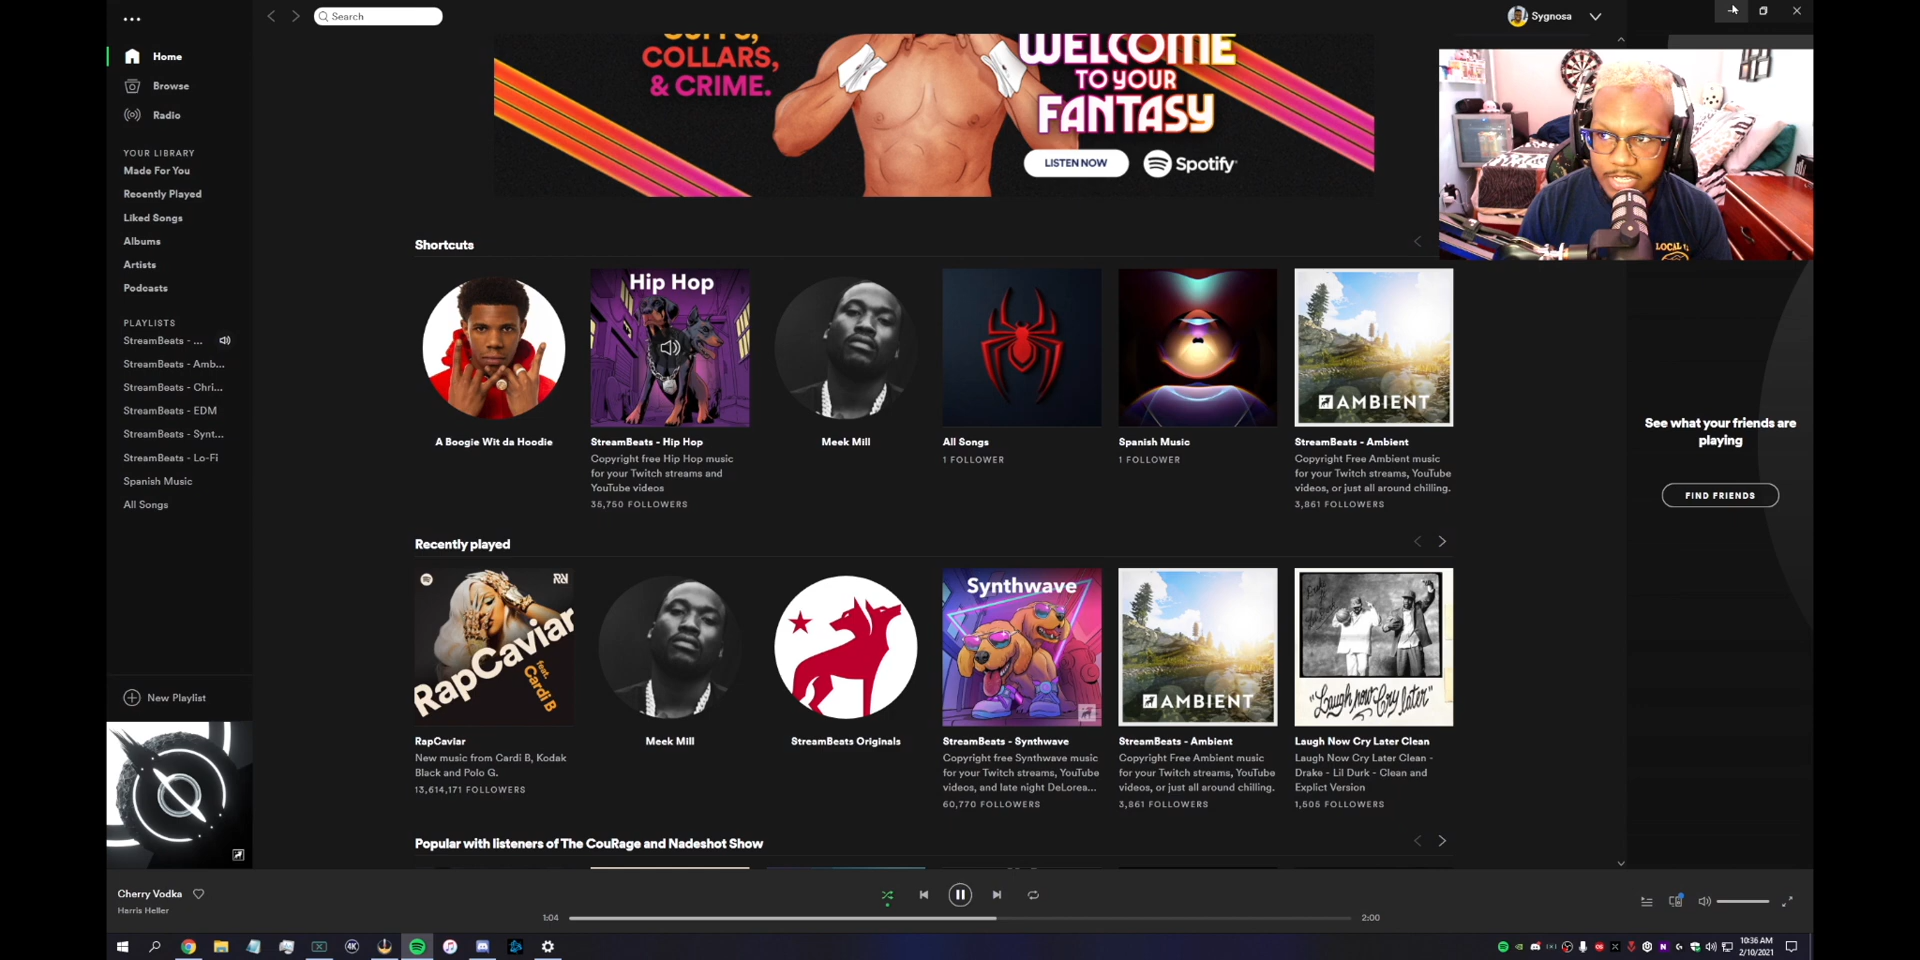 Search
Sygnosa
Home
Browse
Radio
YOUR LIBRARY
Made For You
Recently Played
Liked Songs
Albums
Artists
Podcasts
PLAYLISTS
StreamBeats - ...
StreamBeats - Amb...
StreamBeats - Chri...
StreamBeats - EDM
StreamBeats - Synt...
StreamBeats - Lo-Fi
Spanish Music
All Songs
New Playlist
COLLARS,
& CRIME.
WELCOME
TO YOUR
FANTASY
LISTEN NOW
Spotify
LOCAL
Shortcuts
Hip Hop
AMBIENT
A Boogie Wit da Hoodie
StreamBeats - Hip Hop
Copyright free Hip Hop music
for your Twitch streams and
YouTube videos
35,750 FOLLOWERS
Meek Mill
All Songs
1 FOLLOWER
Spanish Music
1 FOLLOWER
StreamBeats - Ambient
Copyright Free Ambient music
for your Twitch streams, YouTube
videos, or just all around chilling.
3,861 FOLLOWERS
See what your friends are
playing
FIND FRIENDS
Recently played
RapCaviar
feat.
Cardi B
Synthwave
AMBIENT
"Laugh now Cry later"
RapCaviar
New music from Cardi B, Kodak
Black and Polo G.
13,614,171 FOLLOWERS
Meek Mill
StreamBeats Originals
StreamBeats - Synthwave
Copyright free Synthwave music
for your Twitch streams, YouTube
videos, and late night DeLorea...
60,770 FOLLOWERS
StreamBeats - Ambient
Copyright Free Ambient music
for your Twitch streams, YouTube
videos, or just all around chilling.
3,861 FOLLOWERS
Laugh Now Cry Later Clean
Laugh Now Cry Later Clean -
Drake - Lil Durk - Clean and
Explicit Version
1,505 FOLLOWERS
Popular with listeners of The CouRage and Nadeshot Show
Cherry Vodka
Harris Heller
1:04
2:00
4K
10:36 AM
2/10/2021